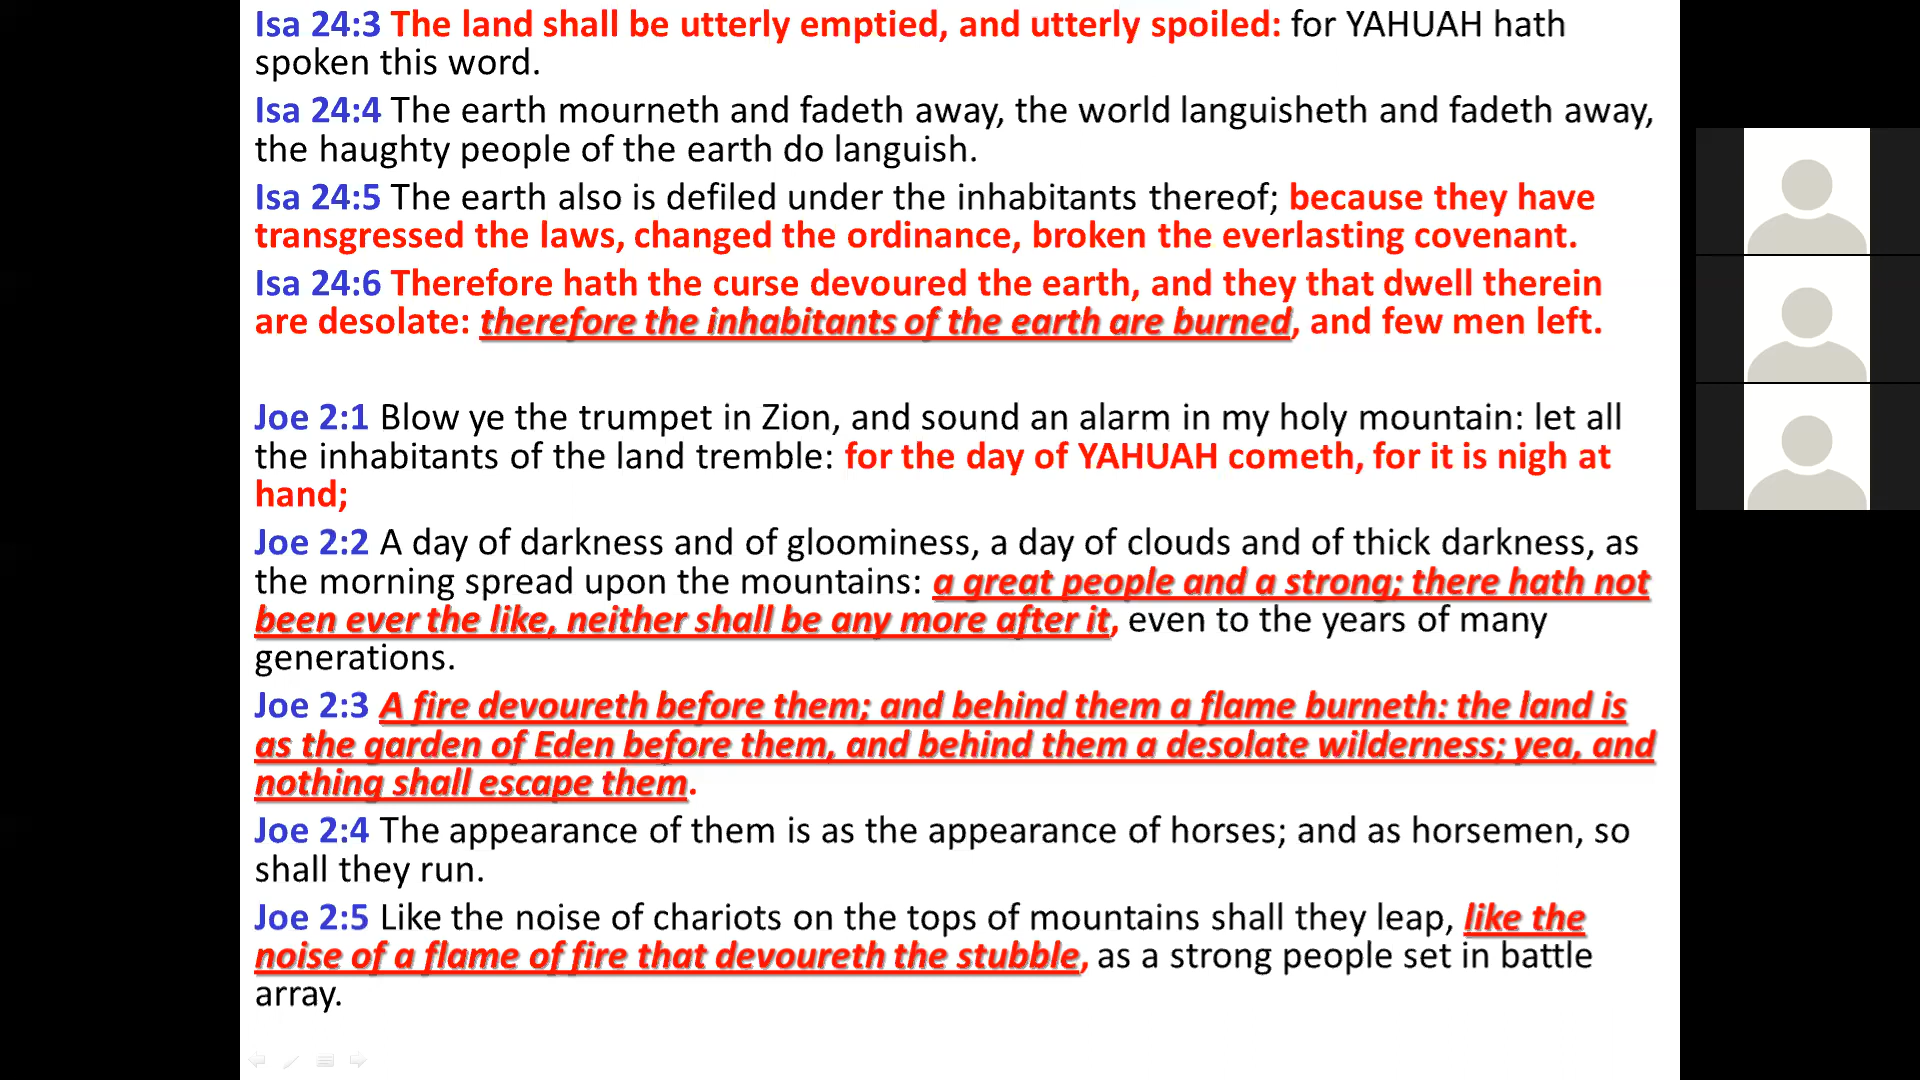 Isa 24:3 The land shall be utterly emptied, and utterly spoiled: for YAHUAH hath
spoken this word.
Isa 24:4 The earth mourneth and fadeth away, the world languisheth and fadeth away,
the haughty people of the earth do languish.
Isa 24:5 The earth also is defiled under the inhabitants thereof; because they have
transgressed the laws, changed the ordinance, broken the everlasting covenant.
Isa 24:6 Therefore hath the curse devoured the earth, and they that dwell therein
are desolate: therefore the inhabitants of the earth are burned, and few men left.
Joe 2:1 Blow ye the trumpet in Zion, and sound an alarm in my holy mountain: let all
the inhabitants of the land tremble: for the day of YAHUAH cometh, for it is nigh at
hand;
Joe 2:2 A day of darkness and of gloominess, a day of clouds and of thick darkness, as
the morning spread upon the mountains: a great people and a strong; there hath not
been ever the like, neither shall be any more after it, even to the years of many
generations.
Joe 2:3 A fire devoureth before them; and behind them a flame burneth: the land is
as the garden of Eden before them, and behind them a desolate wilderness; yea, and
nothing shall escape them.
Joe 2:4 The appearance of them is as the appearance of horses; and as horsemen, so
shall they run.
Joe 2:5 Like the noise of chariots on the tops of mountains shall they leap, like the
noise of a flame of fire that devoureth the stubble, as a strong people set in battle
array.